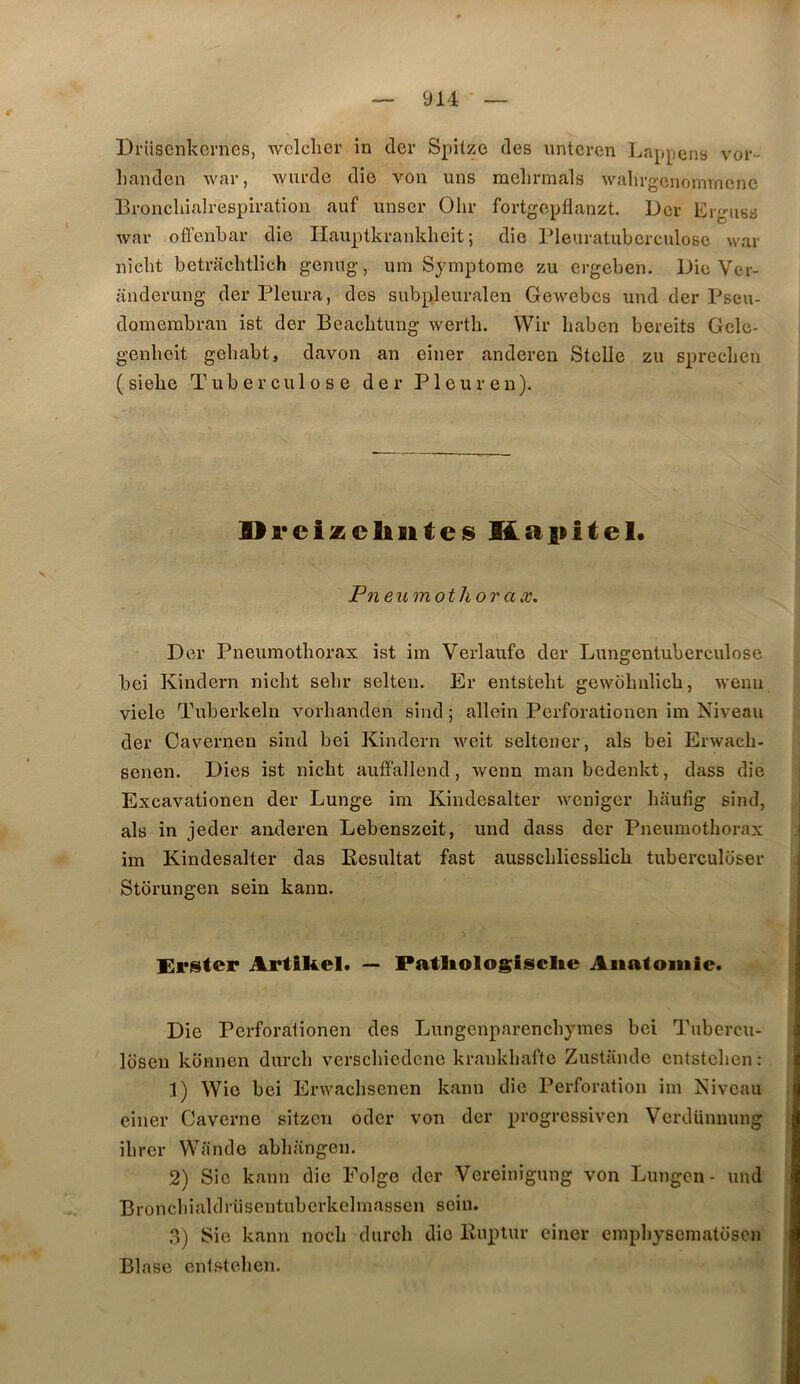 — 914 —
Drüsenkernes, welcher in der Spitze des unteren Lappens vor-
handen war, wurde die von uns mehrmals wahrgenommene
Bronchialrespiration auf unser Ohr fortgepflanzt. Der Erguss
war offenbar die Hauptkrankheit; die Pleuratuberculose war
nicht beträchtlich genug, um Symptome zu ergeben. Die Ver-
änderung der Pleura, des subpleuralen Gewebes und der Pseu-
domembran ist der Beachtung werth. Wir haben bereits Gele-
genheit gehabt, davon an einer anderen Stelle zu sprechen
(siehe Tuberculose der Pleuren).
Dreizehntes Kapitel.
Pneumothorax.
Der Pneumothorax ist im Verlaufe der Lungentuberculose
bei Kindern nicht sehr selten. Er entsteht gewöhnlich, wenn
viele Tuberkeln vorhanden sind; allein Perforationen im Niveau
der Cavernen sind bei Kindern weit seltener, als bei Erwach-
senen. Dies ist nicht auffallend, wenn man bedenkt, dass die
Excavationen der Lunge im Kindesalter weniger häufig sind,
als in jeder anderen Lebenszeit, und dass der Pneumothorax
im Kindesalter das Resultat fast ausschliesslich tuberculöser
Störungen sein kann.
Erster Artikel. — Pathologische Anatomie.
Die Perforationen des Lungenparenchymes bei Tubercu-
lösen können durch verschiedene krankhafte Zustände entstehen:
1) Wie bei Erwachsenen kann die Perforation im Niveau
einer Caverne sitzen oder von der progressiven Verdünnung
ihrer Wände abhängen.
2) Sie kann die Folge der Vereinigung von Lungen- und
Bronchialdrüsentuberkelmassen sein.
3) Sie kann noch durch die Ruptur einer emphysematösen
Blase entstehen.